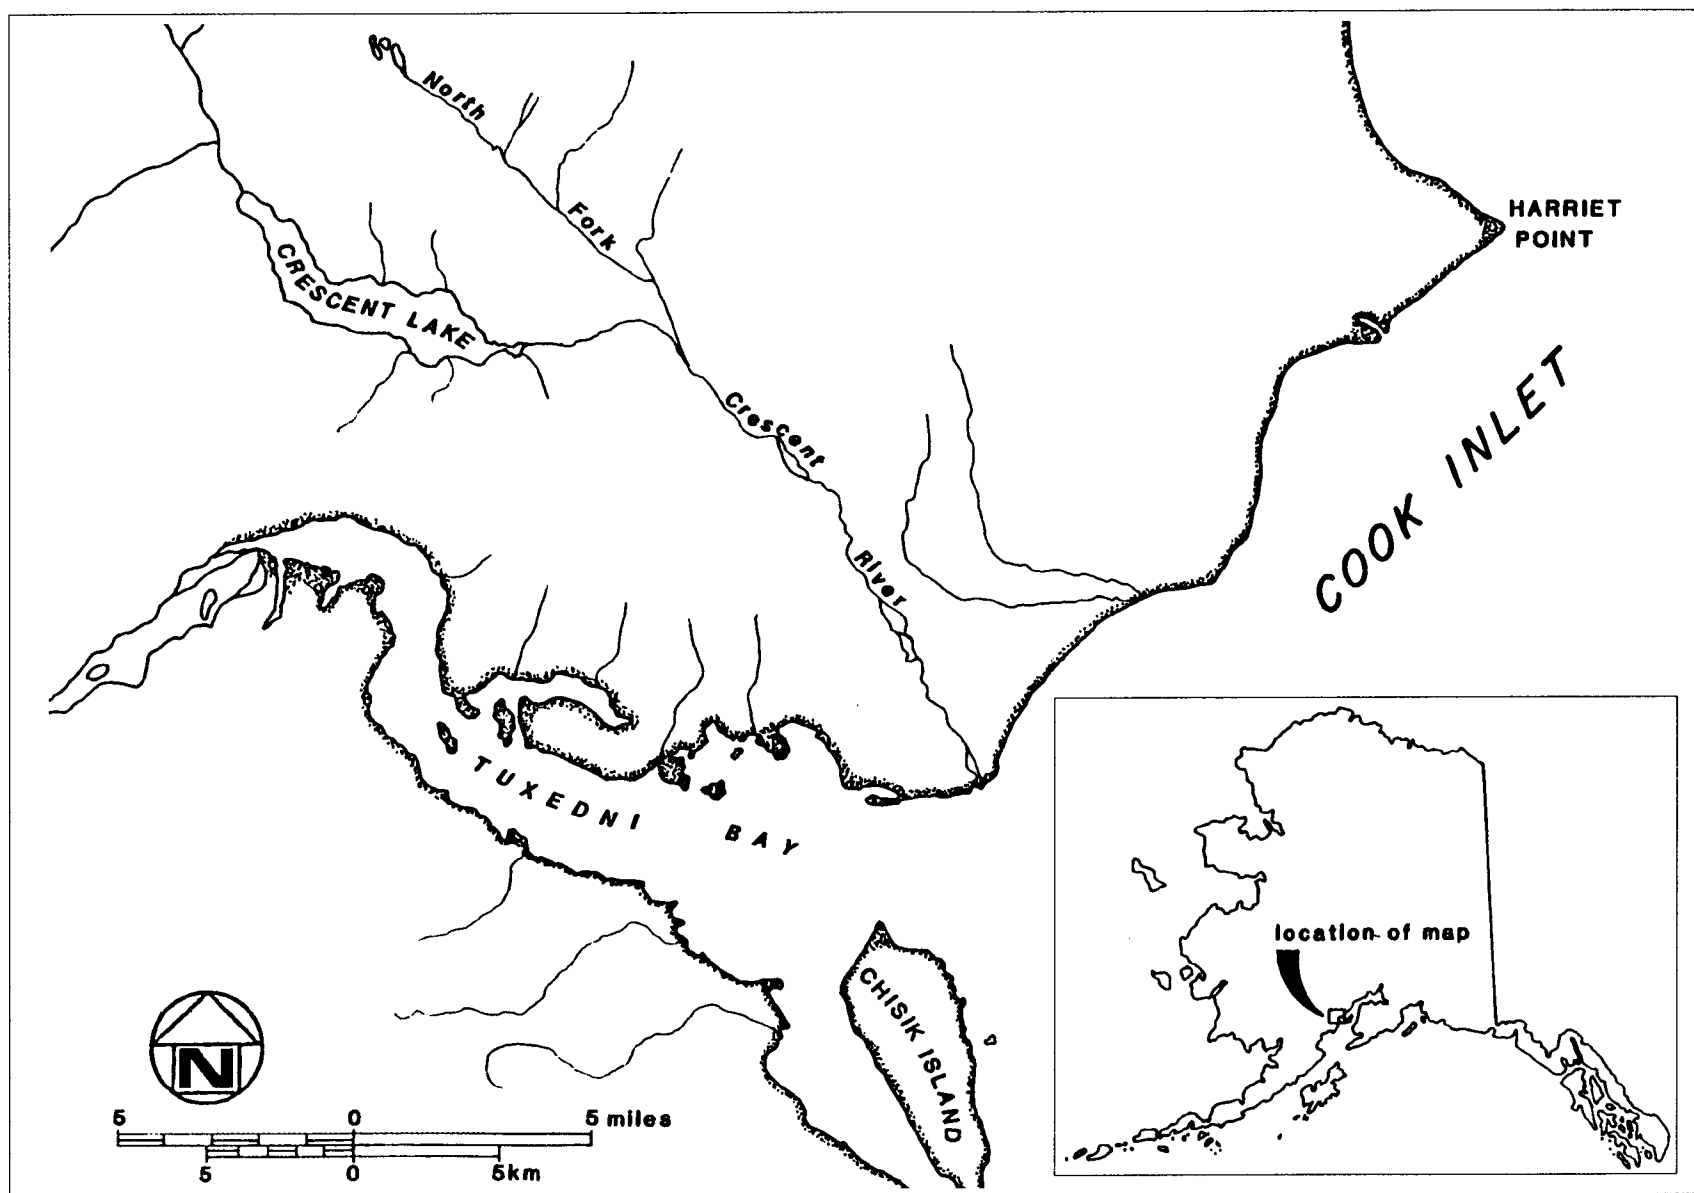 North
Fork
HARRIET
POINT
CRESCENT LAKE
Crescent
River
COOK INLET
TUXEDNI BAY
CHISIK ISLAND
location of map
N
5 0 5 miles
5 0 5km